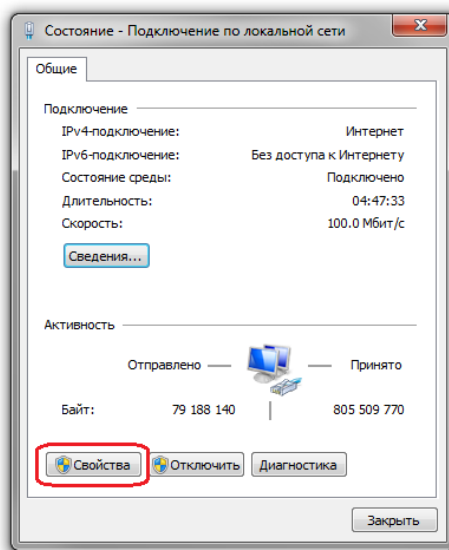 Состояние - Подключение по локальной сети
Общие
Подключение
IPv4-подключение: Интернет
IPv6-подключение: Без доступа к Интернету
Состояние среды: Подключено
Длительность: 04:47:33
Скорость: 100.0 Мбит/с
Сведения...
Активность
Отправлено — — Принято
Байт: 79 188 140 | 805 509 770
Свойства Отключить Диагностика
Закрыть